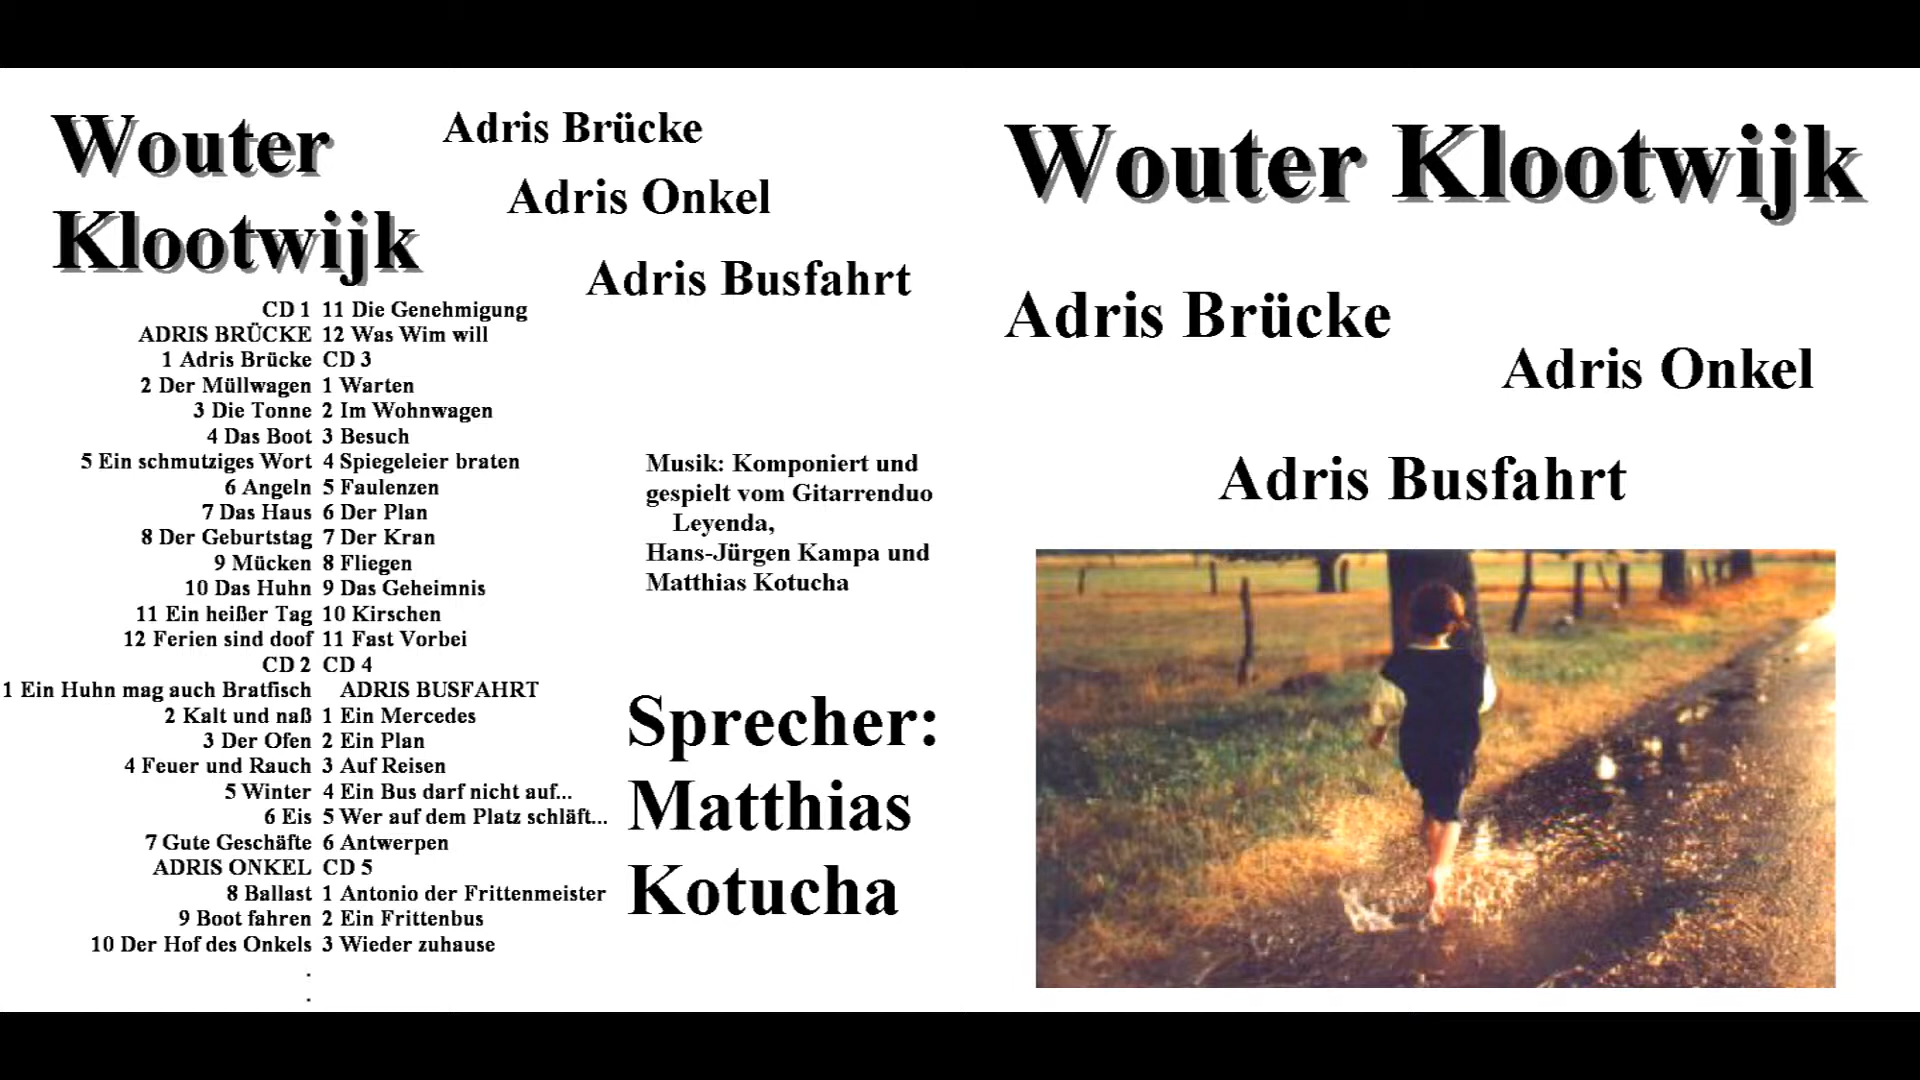 Wouter
Klootwijk
Adris Brücke
Adris Onkel
Adris Busfahrt
CD 1
ADRIS BRÜCKE
1 Adris Brücke
2 Der Müllwagen
3 Die Tonne
4 Das Boot
5 Ein schmutziges Wort
6 Angeln
7 Das Haus
8 Der Geburtstag
9 Mücken
10 Das Huhn
11 Ein heißer Tag
12 Ferien sind doof
CD 2
1 Ein Huhn mag auch Bratfisch
2 Kalt und naß
3 Der Ofen
4 Feuer und Rauch
5 Winter
6 Eis
7 Gute Geschäfte
ADRIS ONKEL
8 Ballast
9 Boot fahren
10 Der Hof des Onkels
.
.
11 Die Genehmigung
12 Was Wim will
CD 3
1 Warten
2 Im Wohnwagen
3 Besuch
4 Spiegeleier braten
5 Faulenzen
6 Der Plan
7 Der Kran
8 Fliegen
9 Das Geheimnis
10 Kirschen
11 Fast Vorbei
CD 4
ADRIS BUSFAHRT
1 Ein Mercedes
2 Ein Plan
3 Auf Reisen
4 Ein Bus darf nicht auf...
5 Wer auf dem Platz schläft...
6 Antwerpen
CD 5
1 Antonio der Frittenmeister
2 Ein Frittenbus
3 Wieder zuhause
Musik: Komponiert und
gespielt vom Gitarrenduo
Leyenda,
Hans-Jürgen Kampa und
Matthias Kotucha
Sprecher:
Matthias
Kotucha
Wouter Klootwijk
Adris Brücke
Adris Onkel
Adris Busfahrt